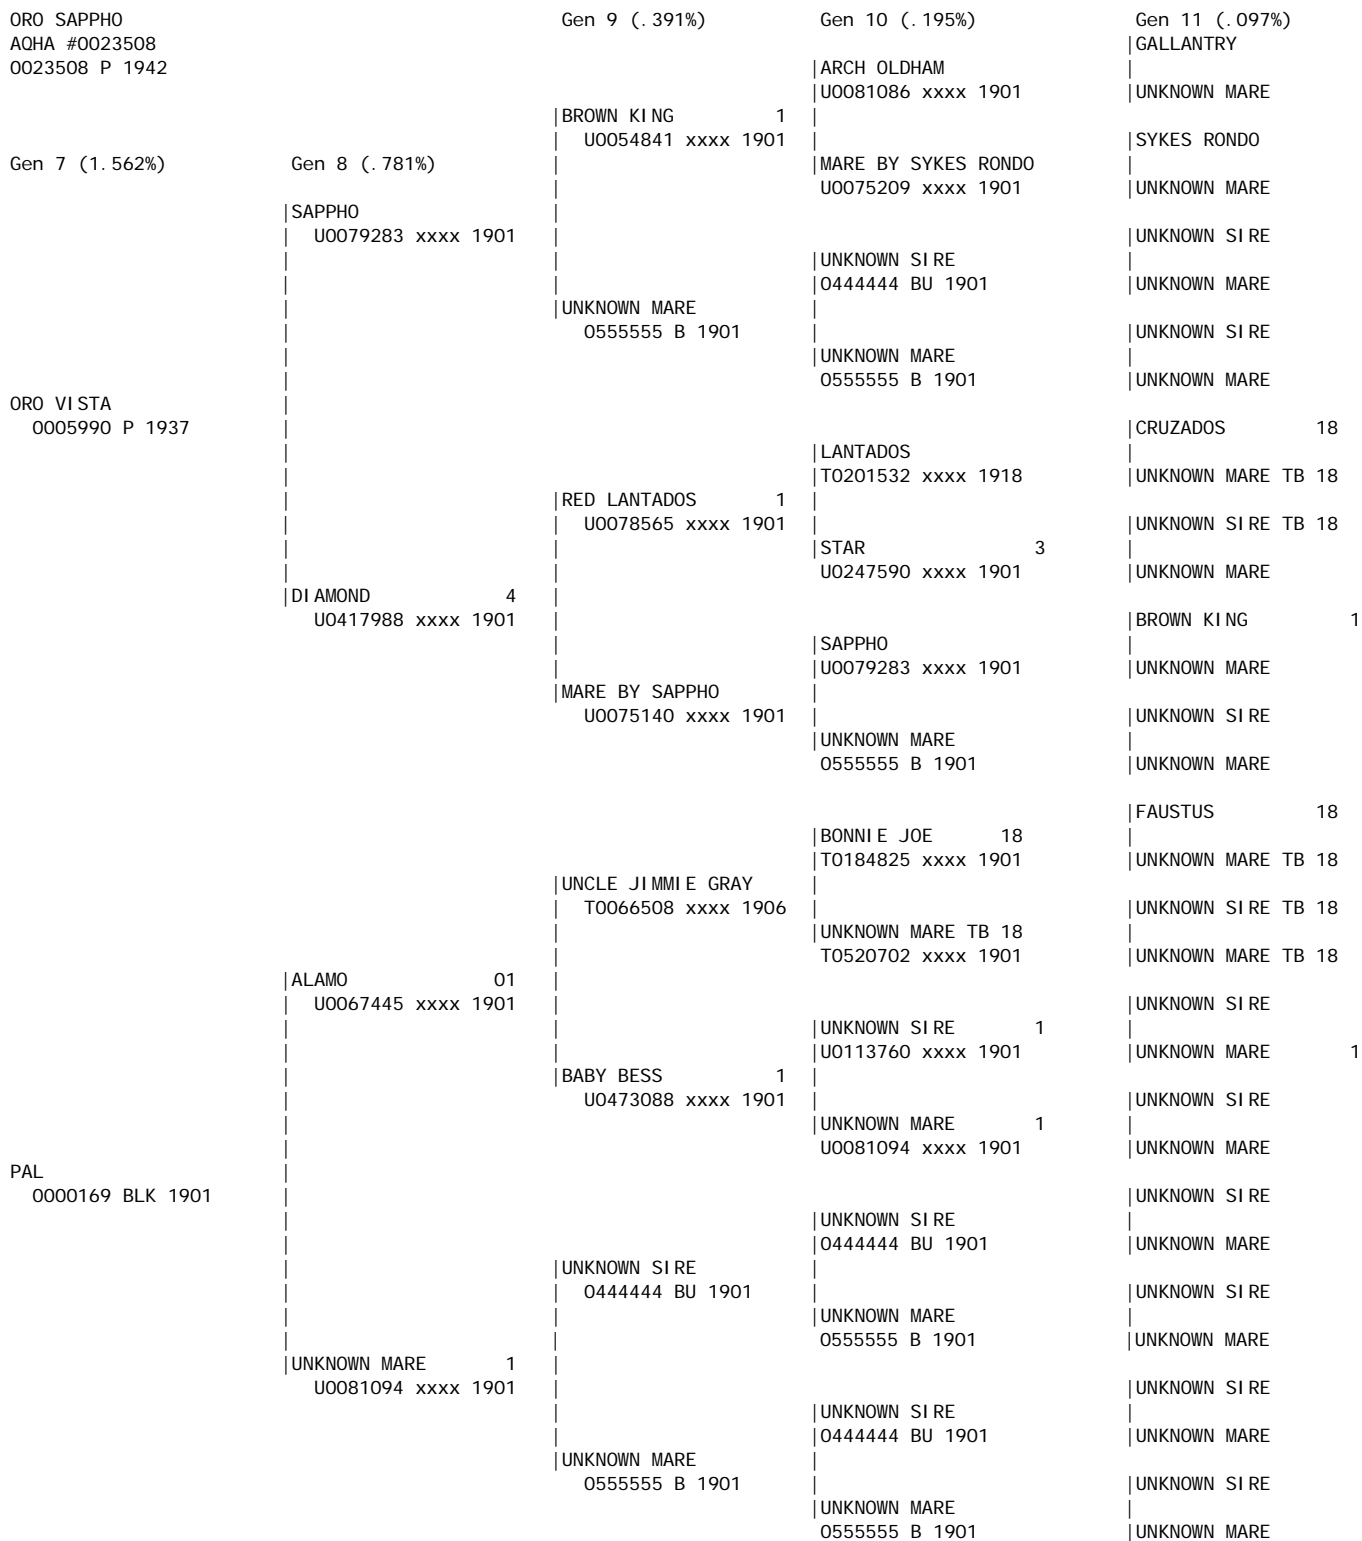 ORO SAPPHO Gen 9 (.391%) Gen 10 (.195%) Gen 11 (.097%)
AQHA #0023508 |GALLANTRY
0023508 P 1942 |ARCH OLDHAM |
|U0081086 xxxx 1901 |UNKNOWN MARE
|BROWN KING 1 |
| U0054841 xxxx 1901 | |SYKES RONDO
Gen 7 (1.562%) Gen 8 (.781%) | |MARE BY SYKES RONDO |
| U0075209 xxxx 1901 |UNKNOWN MARE
|SAPPHO |
| U0079283 xxxx 1901 | |UNKNOWN SIRE
| | |UNKNOWN SIRE |
| | |0444444 BU 1901 |UNKNOWN MARE
| |UNKNOWN MARE |
| 0555555 B 1901 | |UNKNOWN SIRE
| |UNKNOWN MARE |
| 0555555 B 1901 |UNKNOWN MARE
ORO VISTA |
0005990 P 1937 | |CRUZADOS 18
| |LANTADOS |
| |T0201532 xxxx 1918 |UNKNOWN MARE TB 18
| |RED LANTADOS 1 |
| | U0078565 xxxx 1901 | |UNKNOWN SIRE TB 18
| | |STAR 3 |
| | U0247590 xxxx 1901 |UNKNOWN MARE
|DIAMOND 4 |
U0417988 xxxx 1901 | |BROWN KING 1
| |SAPPHO |
| |U0079283 xxxx 1901 |UNKNOWN MARE
|MARE BY SAPPHO |
U0075140 xxxx 1901 | |UNKNOWN SIRE
|UNKNOWN MARE |
0555555 B 1901 |UNKNOWN MARE
|FAUSTUS 18
|BONNIE JOE 18 |
|T0184825 xxxx 1901 |UNKNOWN MARE TB 18
|UNCLE JIMMIE GRAY |
| T0066508 xxxx 1906 | |UNKNOWN SIRE TB 18
| |UNKNOWN MARE TB 18 |
| T0520702 xxxx 1901 |UNKNOWN MARE TB 18
|ALAMO 01 |
| U0067445 xxxx 1901 | |UNKNOWN SIRE
| | |UNKNOWN SIRE 1 |
| | |U0113760 xxxx 1901 |UNKNOWN MARE 1
| |BABY BESS 1 |
| U0473088 xxxx 1901 | |UNKNOWN SIRE
| |UNKNOWN MARE 1 |
| U0081094 xxxx 1901 |UNKNOWN MARE
PAL |
0000169 BLK 1901 | |UNKNOWN SIRE
| |UNKNOWN SIRE |
| |0444444 BU 1901 |UNKNOWN MARE
| |UNKNOWN SIRE |
| | 0444444 BU 1901 | |UNKNOWN SIRE
| | |UNKNOWN MARE |
| | 0555555 B 1901 |UNKNOWN MARE
|UNKNOWN MARE 1 |
U0081094 xxxx 1901 | |UNKNOWN SIRE
| |UNKNOWN SIRE |
| |0444444 BU 1901 |UNKNOWN MARE
|UNKNOWN MARE |
0555555 B 1901 | |UNKNOWN SIRE
|UNKNOWN MARE |
0555555 B 1901 |UNKNOWN MARE